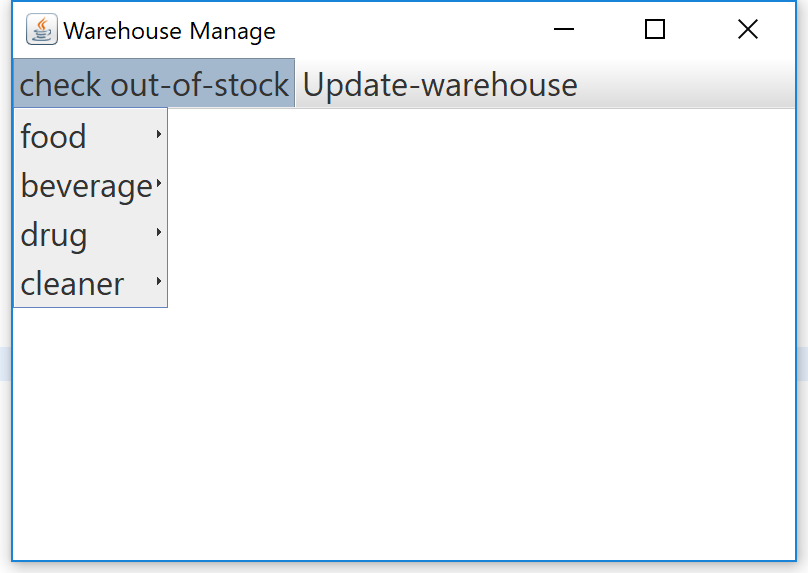 Warehouse Manage
check out-of-stock Update-warehouse
food
beverage
drug
cleaner